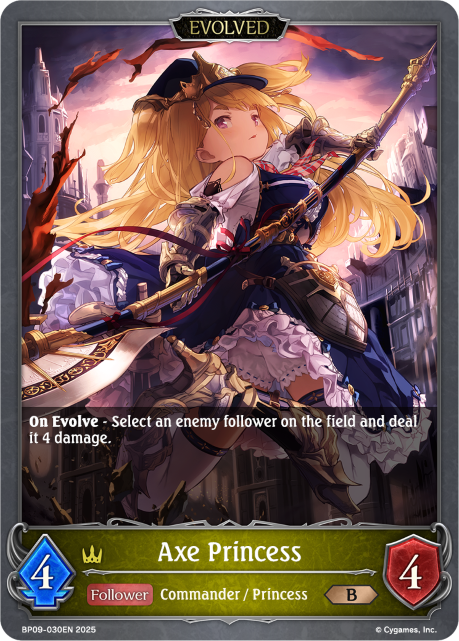 EVOLVED
On Evolve - Select an enemy follower on the field and deal
it 4 damage.
Axe Princess
4
Follower Commander / Princess B
4
BP09-030EN 2025 © Cygames, Inc.